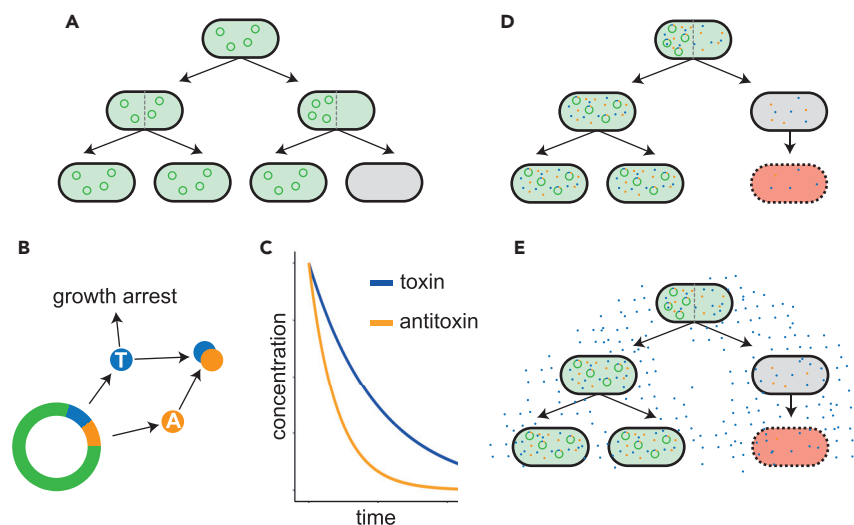 A
D
B
C
growth arrest
T
A
toxin
antitoxin
concentration
time
E